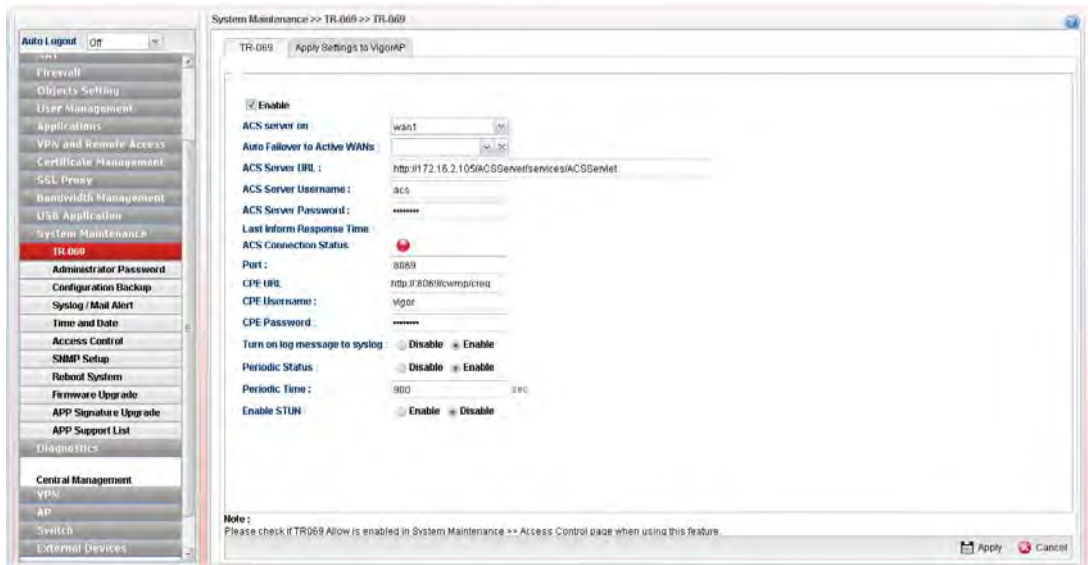 System Maintenance >> TR-069 >> TR-069
Auto Logout Off
NAT
Firewall
Objects Setting
User Management
Applications
VPN and Remote Access
Certificate Management
SSL Proxy
Bandwidth Management
USB Application
System Maintenance
TR-069
Administrator Password
Configuration Backup
Syslog / Mail Alert
Time and Date
Access Control
SNMP Setup
Reboot System
Firmware Upgrade
APP Signature Upgrade
APP Support List
Diagnostics
Central Management
VPN
AP
Switch
External Devices
TR-069 Apply Settings to VigorAP
Enable
ACS server on wan1
Auto Failover to Active WANs :
ACS Server URL : http://172.16.2.105/ACSServer/services/ACSServlet
ACS Server Username : acs
ACS Server Password : ••••••••
Last Inform Response Time
ACS Connection Status
Port : 8069
CPE URL http://:8069/cwmp/creq
CPE Username : vigor
CPE Password : ••••••••
Turn on log message to syslog : Disable Enable
Periodic Status : Disable Enable
Periodic Time : 900 sec
Enable STUN Enable Disable
Note :
Please check if TR069 Allow is enabled in System Maintenance >> Access Control page when using this feature.
Apply Cancel